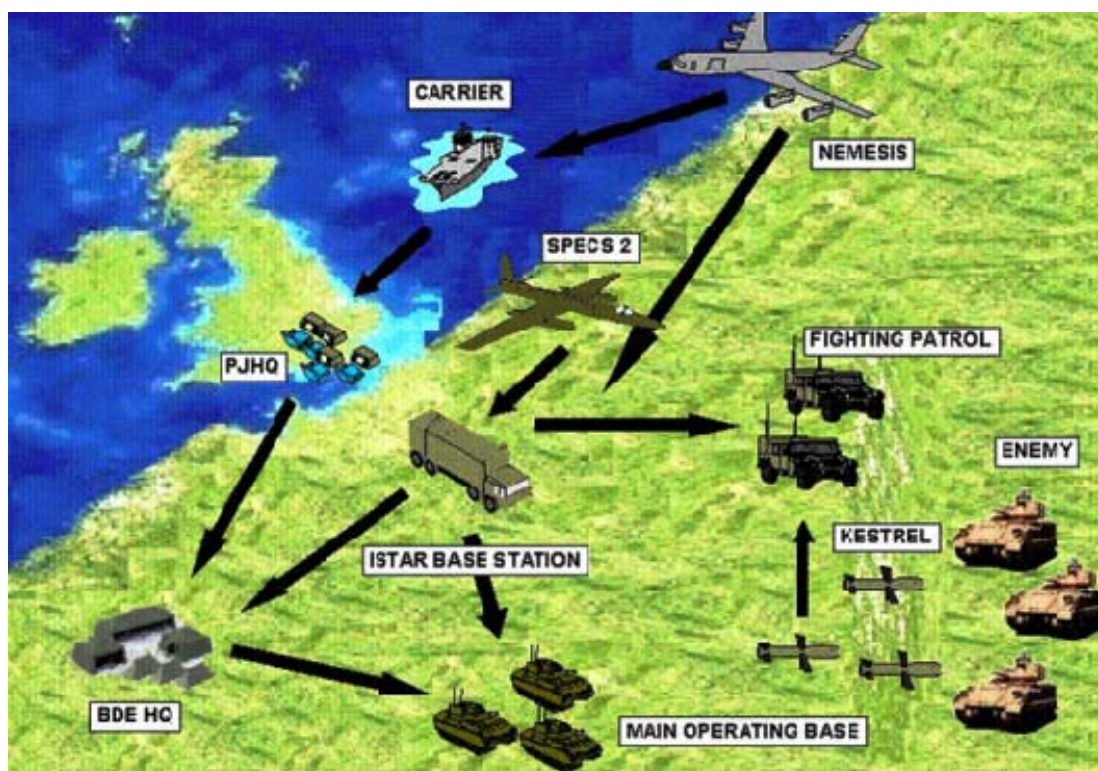 CARRIER
NEMESIS
SPECS 2
FIGHTING PATROL
PJHQ
ENEMY
KESTREL
ISTAR BASE STATION
BDE HQ
MAIN OPERATING BASE